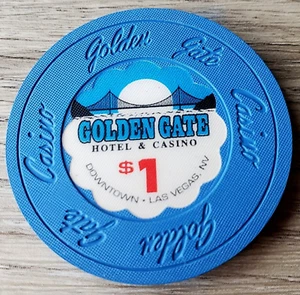 Golden
Gate
Casino
Golden
Gate
Casino
GOLDEN GATE
HOTEL & CASINO
$1
DOWNTOWN • LAS VEGAS, NV